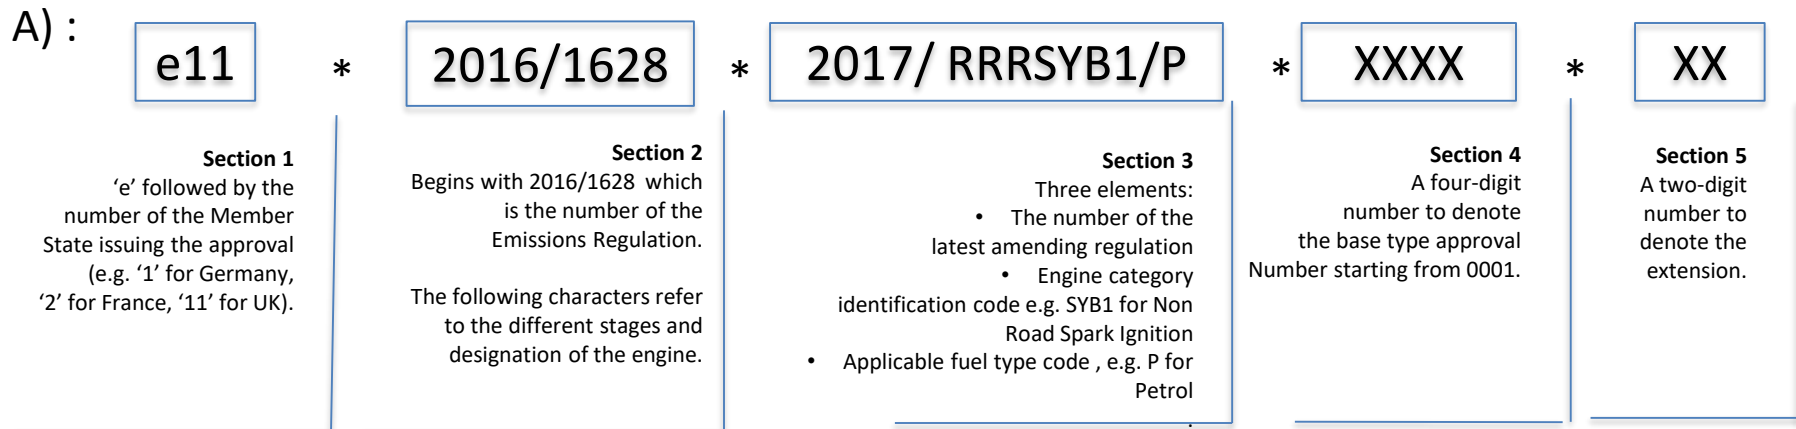 A) :
e11 * 2016/1628 * 2017/ RRRSYB1/P * XXXX * XX
Section 1
‘e’ followed by the
number of the Member
State issuing the approval
(e.g. ‘1’ for Germany,
‘2’ for France, ‘11’ for UK).
Section 2
Begins with 2016/1628 which
is the number of the
Emissions Regulation.
The following characters refer
to the different stages and
designation of the engine.
Section 3
Three elements:
• The number of the
latest amending regulation
• Engine category
identification code e.g. SYB1 for Non
Road Spark Ignition
• Applicable fuel type code , e.g. P for
Petrol
.
Section 4
A four-digit
number to denote
the base type approval
Number starting from 0001.
Section 5
A two-digit
number to
denote the
extension.